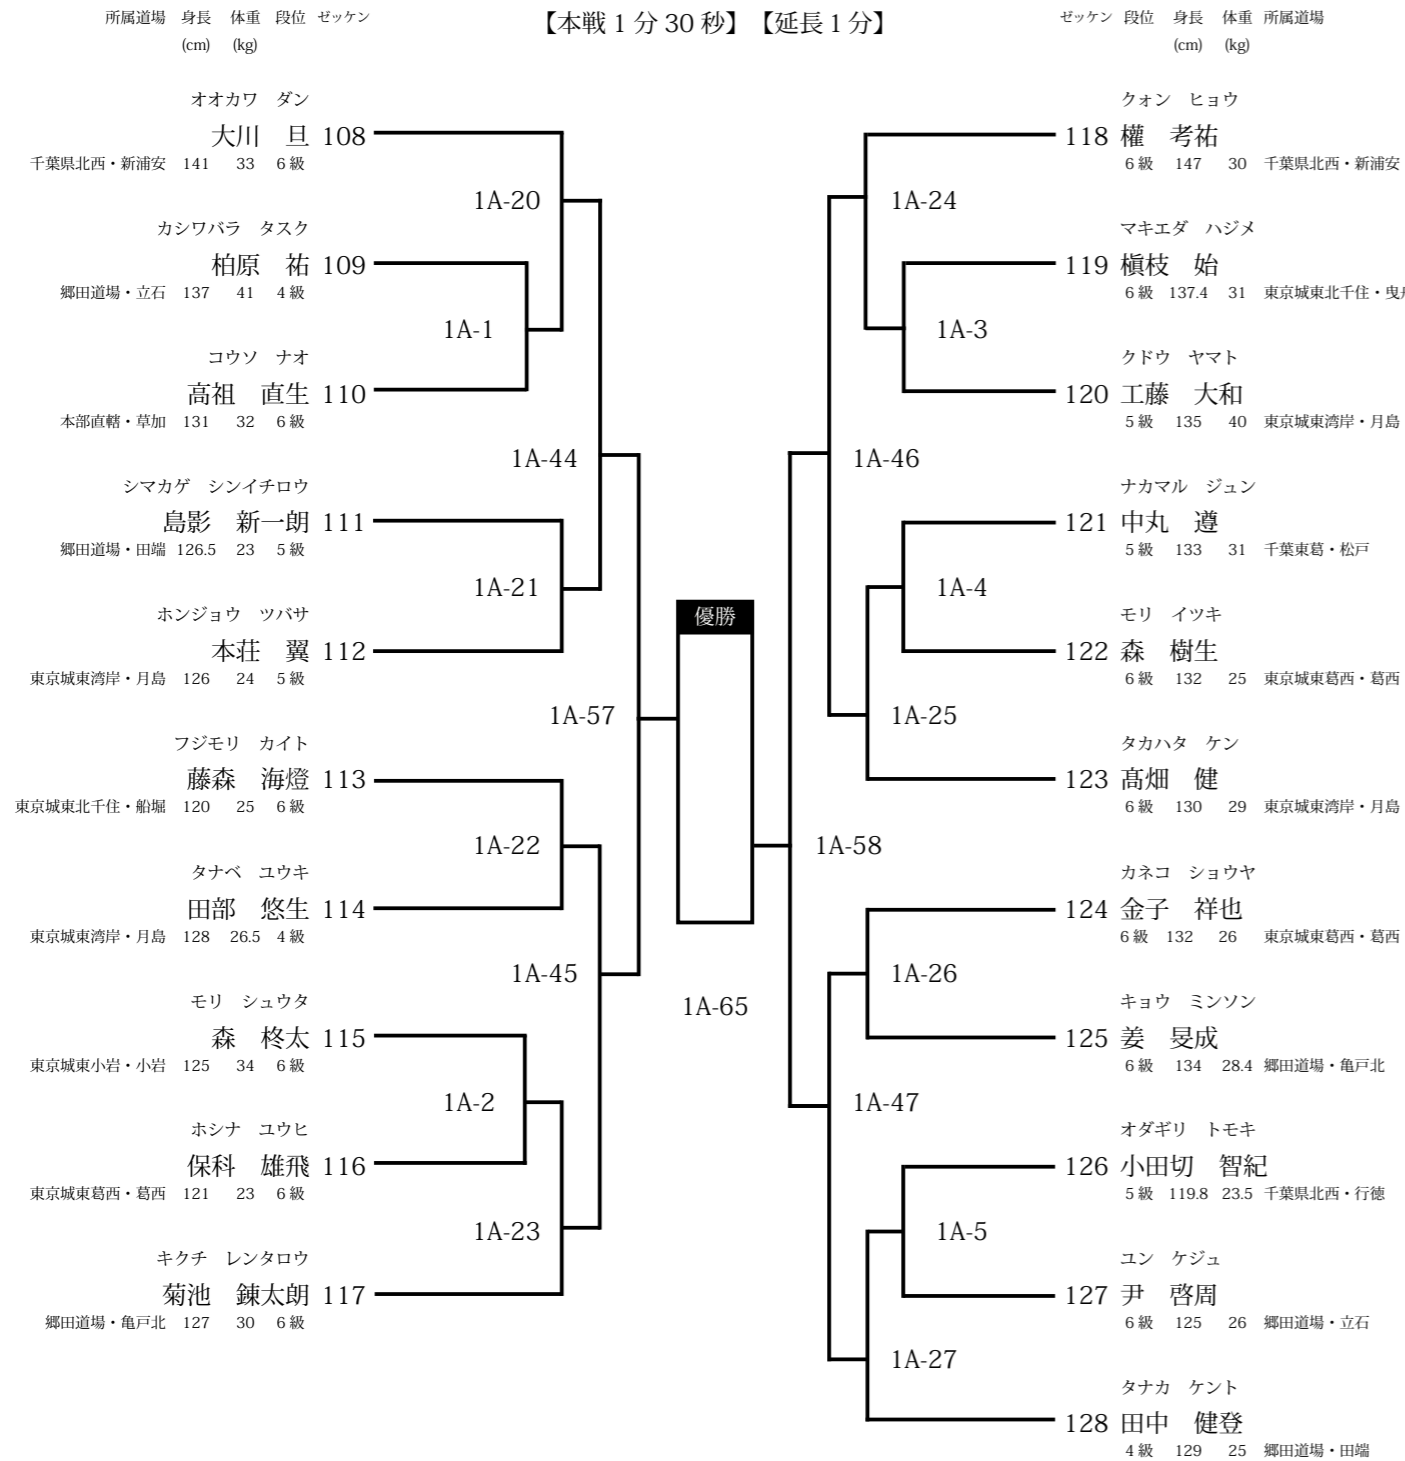 所属道場 身長 体重 段位 ゼッケン
(cm) (kg)
【本戦1分30秒】【延長1分】
ゼッケン 段位 身長 体重 所属道場
(cm) (kg)
オオカワ ダン
大川 旦 108
千葉県北西・新浦安 141 33 6級
1A-20
カシワバラ タスク
柏原 祐 109
郷田道場・立石 137 41 4級
1A-1
コウソ ナオ
高祖 直生 110
本部直轄・草加 131 32 6級
1A-44
シマカゲ シンイチロウ
島影 新一朗 111
郷田道場・田端 126.5 23 5級
1A-21
ホンジョウ ツバサ
本荘 翼 112
東京城東湾岸・月島 126 24 5級
1A-57
フジモリ カイト
藤森 海燈 113
東京城東北千住・船堀 120 25 6級
1A-22
タナベ ユウキ
田部 悠生 114
東京城東湾岸・月島 128 26.5 4級
1A-45
モリ シュウタ
森 柊太 115
東京城東小岩・小岩 125 34 6級
1A-2
ホシナ ユウヒ
保科 雄飛 116
東京城東葛西・葛西 121 23 6級
1A-23
キクチ レンタロウ
菊池 錬太朗 117
郷田道場・亀戸北 127 30 6級
優勝
1A-65
クォン ヒョウ
118 權 考祐
6級 147 30 千葉県北西・新浦安
1A-24
マキエダ ハジメ
119 槇枝 始
6級 137.4 31 東京城東北千住・曳
1A-3
クドウ ヤマト
120 工藤 大和
5級 135 40 東京城東湾岸・月島
1A-46
ナカマル ジュン
121 中丸 遵
5級 133 31 千葉東葛・松戸
1A-4
モリ イツキ
122 森 樹生
6級 132 25 東京城東葛西・葛西
1A-25
タカハタ ケン
123 髙畑 健
6級 130 29 東京城東湾岸・月島
1A-58
カネコ ショウヤ
124 金子 祥也
6級 132 26 東京城東葛西・葛西
1A-26
キョウ ミンソン
125 姜 旻成
6級 134 28.4 郷田道場・亀戸北
1A-47
オダギリ トモキ
126 小田切 智紀
5級 119.8 23.5 千葉県北西・行徳
1A-5
ユン ケジュ
127 尹 啓周
6級 125 26 郷田道場・立石
1A-27
タナカ ケント
128 田中 健登
4級 129 25 郷田道場・田端